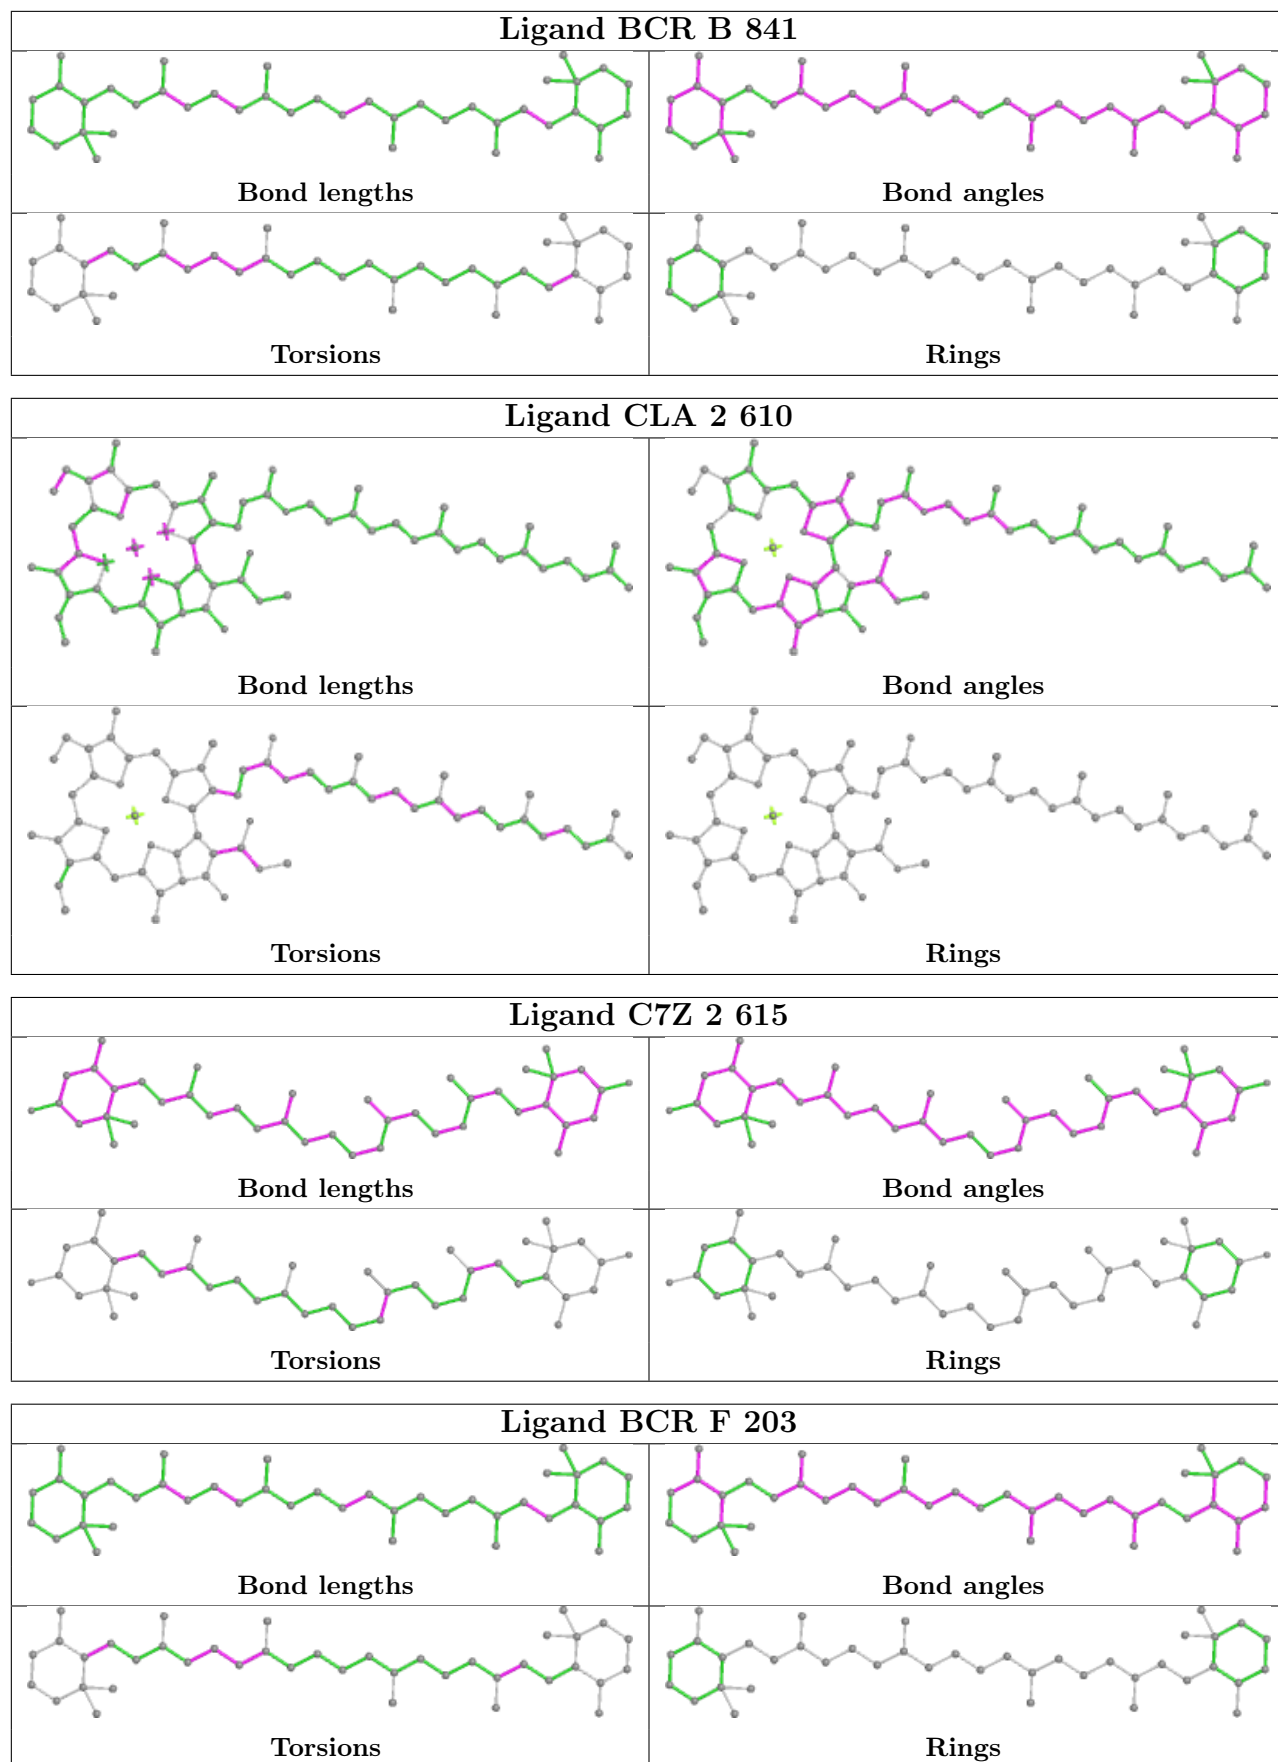 Ligand BCR B 841
Bond lengths
Bond angles
Torsions
Rings
Ligand CLA 2 610
Bond lengths
Bond angles
Torsions
Rings
Ligand C7Z 2 615
Bond lengths
Bond angles
Torsions
Rings
Ligand BCR F 203
Bond lengths
Bond angles
Torsions
Rings